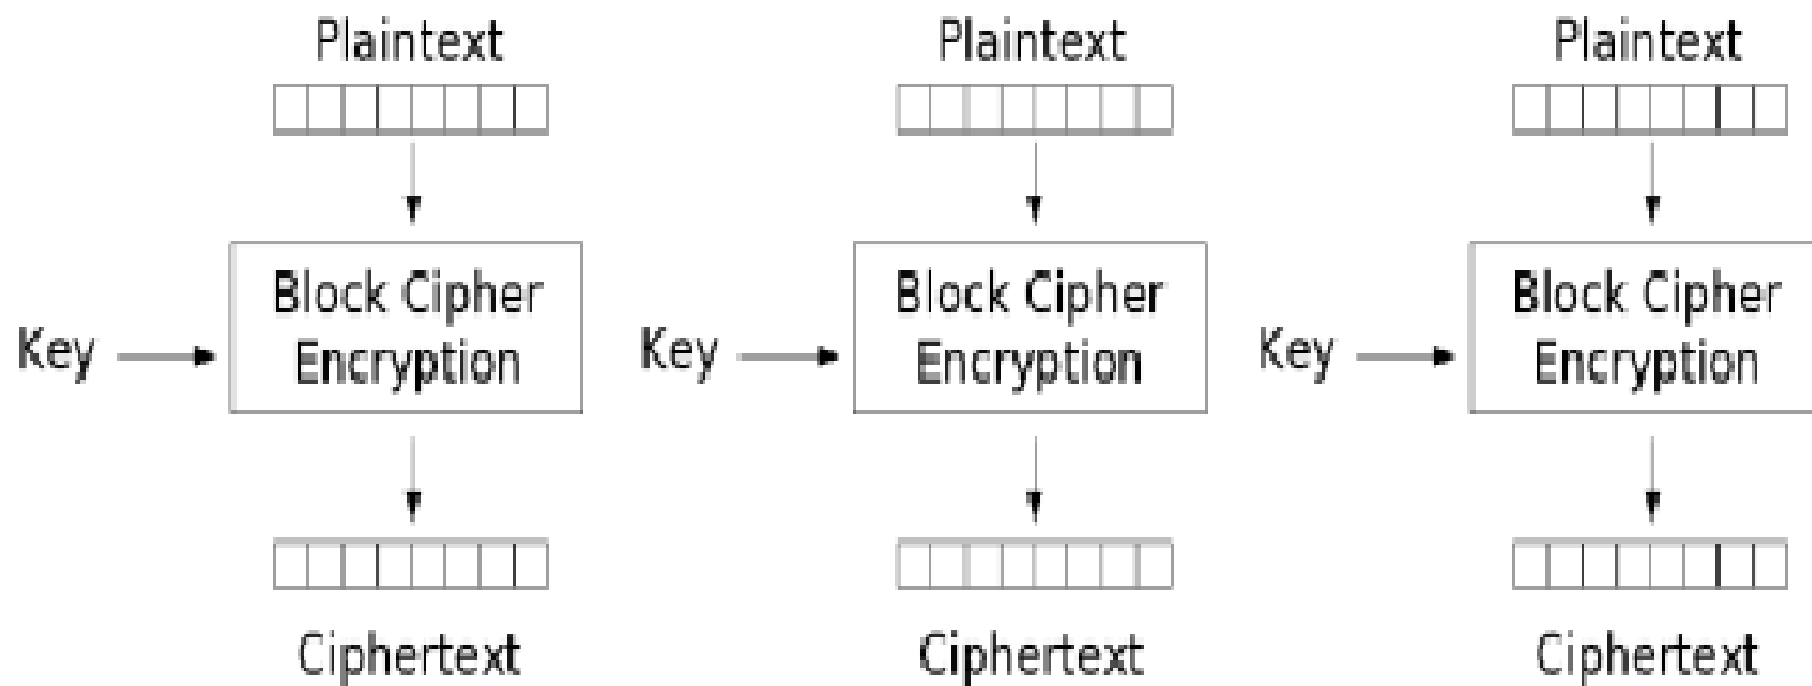 Plaintext
Plaintext
Plaintext
Block Cipher
Encryption
Block Cipher
Encryption
Block Cipher
Encryption
Key
Key
Key
Ciphertext
Ciphertext
Ciphertext